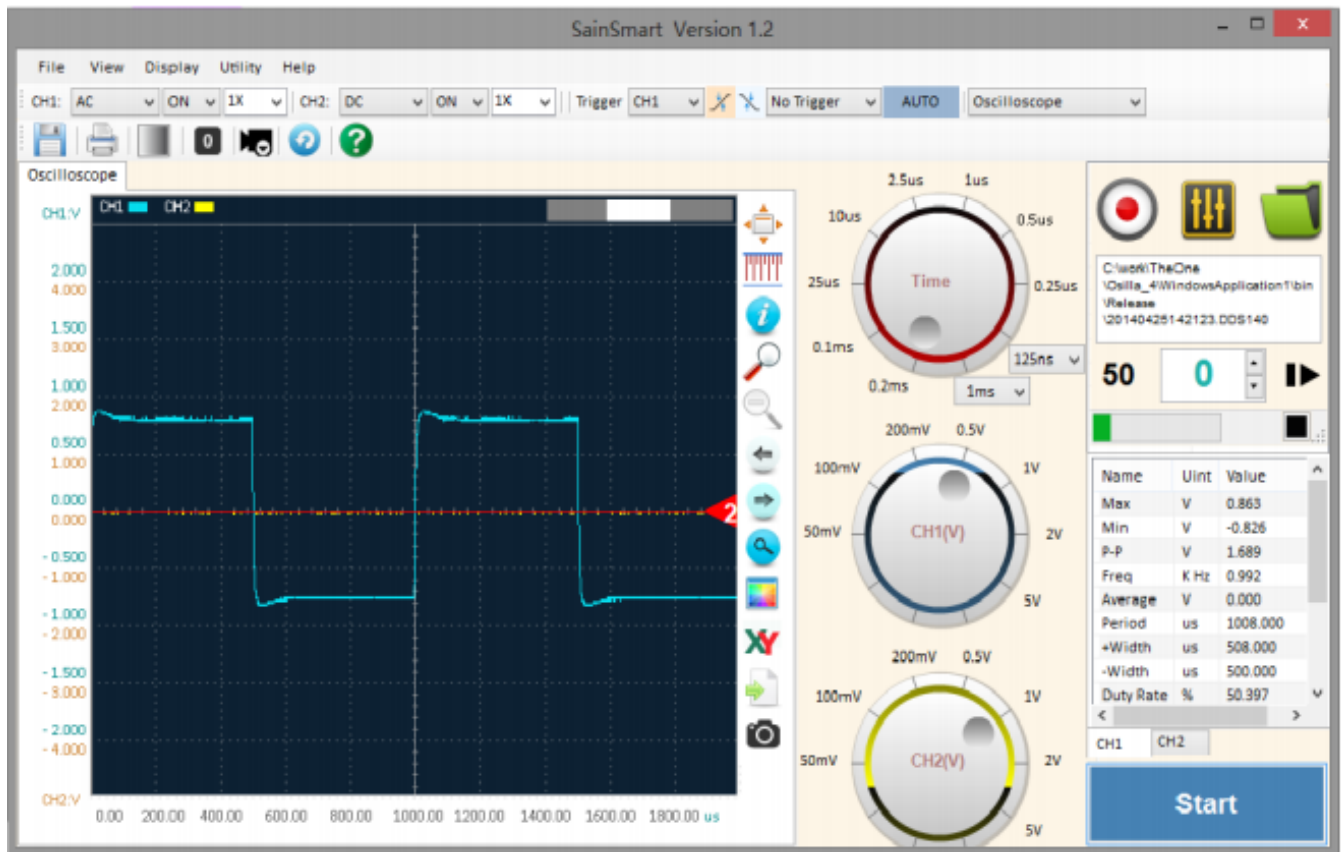 SainSmart Version 1.2
File View Display Utility Help
CH1: AC ON 1X CH2: DC ON 1X Trigger CH1 No Trigger AUTO Oscilloscope
0
Oscilloscope
CH1:V CH1 CH2
2.000
4.000
1.500
3.000
1.000
2.000
0.500
1.000
0.000
0.000
2
- 0.500
- 1.000
- 1.000
- 2.000
- 1.500
- 3.000
- 2.000
- 4.000
CH2:V
0.00 200.00 400.00 600.00 800.00 1000.00 1200.00 1400.00 1600.00 1800.00 us
XY
2.5us 1us
10us 0.5us
25us Time 0.25us
0.1ms 125ns
0.2ms 1ms
200mV 0.5V
100mV 1V
50mV CH1(V) 2V
5V
200mV 0.5V
100mV 1V
50mV CH2(V) 2V
5V
C:\work\TheOne
\Osilla_4\WindowsApplication1\bin
\Release
\20140425142123.DDS140
50 0
Name Uint Value
Max V 0.863
Min V -0.826
P-P V 1.689
Freq K Hz 0.992
Average V 0.000
Period us 1008.000
+Width us 508.000
-Width us 500.000
Duty Rate % 50.397
CH1 CH2
Start